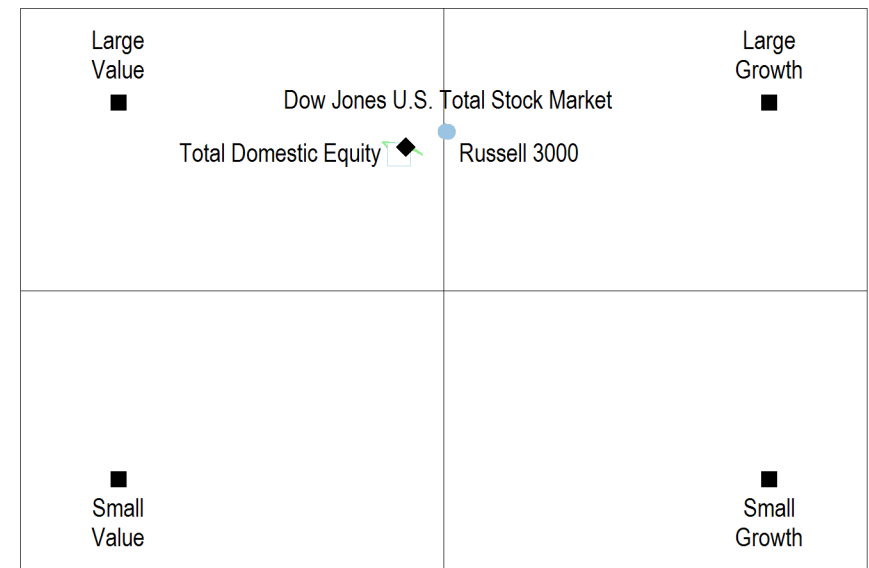 Large
Value
Large
Growth
Dow Jones U.S. Total Stock Market
Total Domestic Equity
Russell 3000
Small
Value
Small
Growth